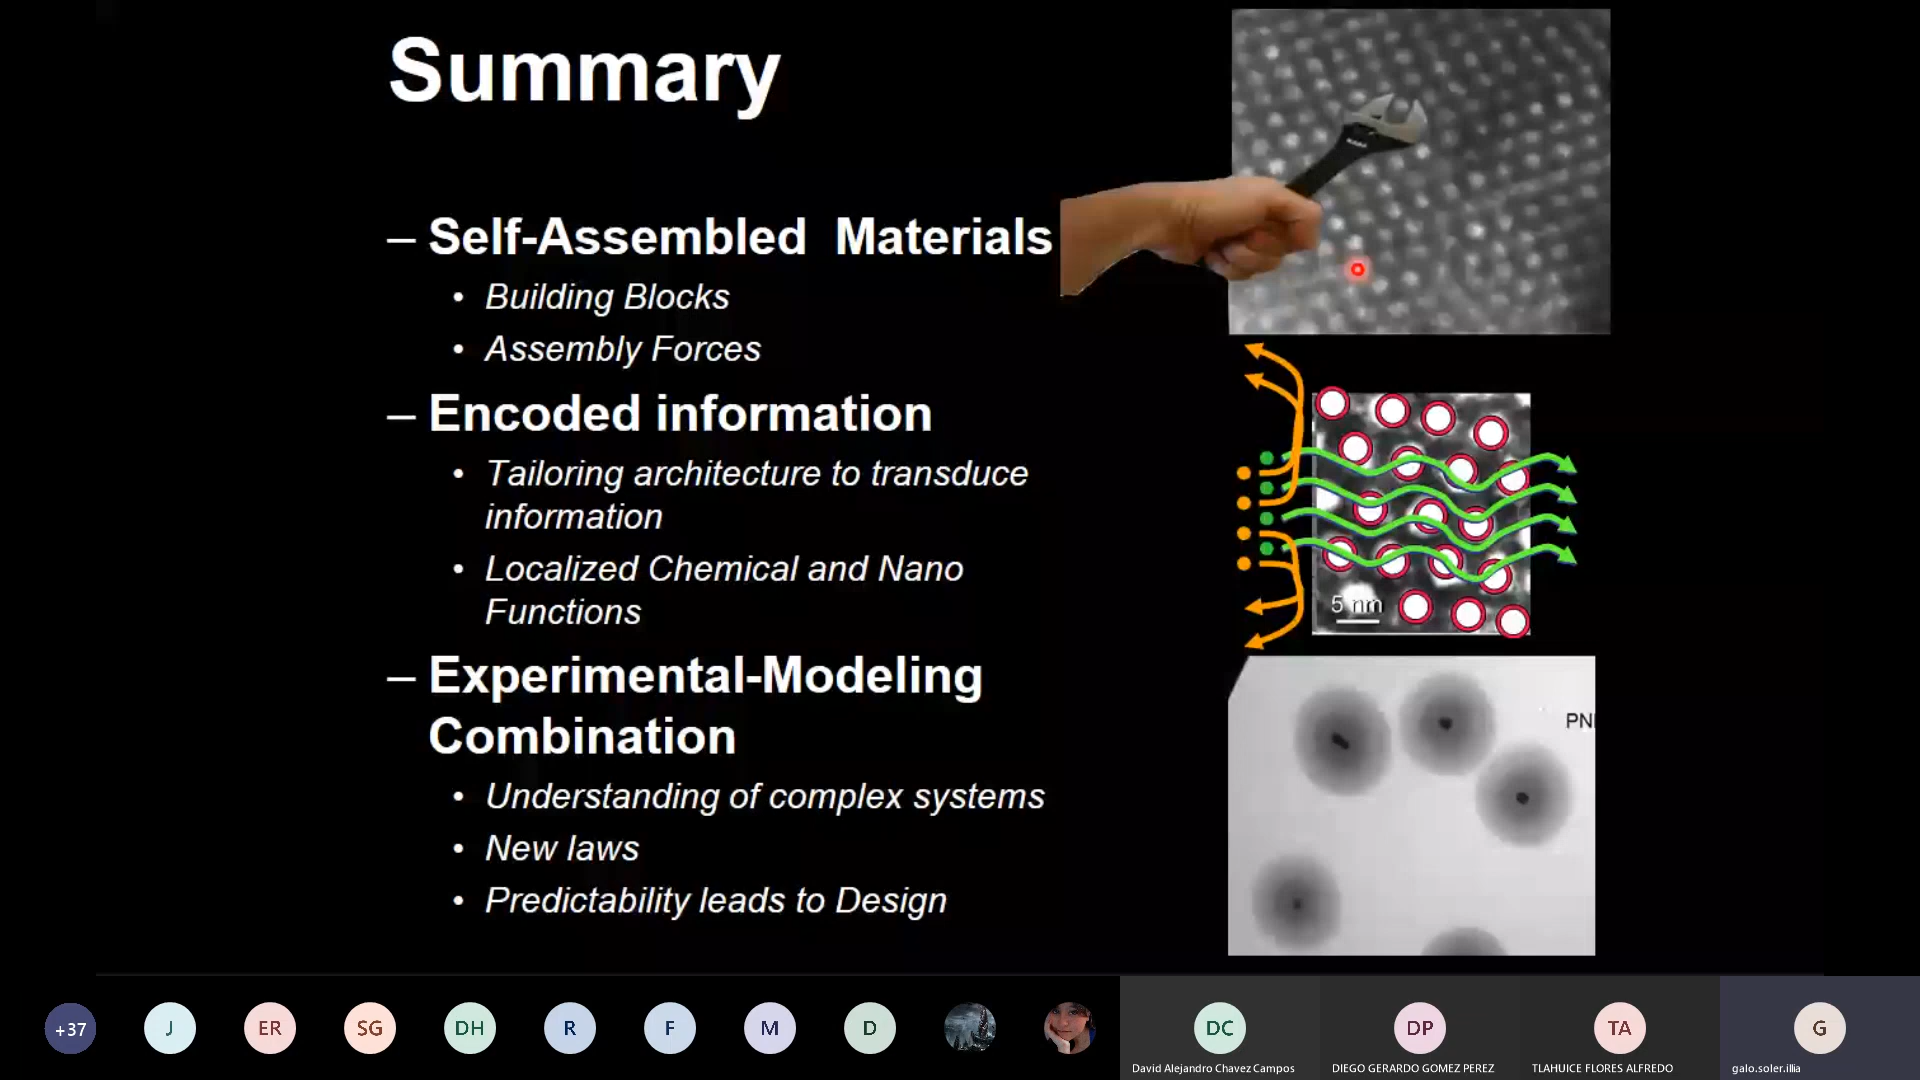 Summary
– Self-Assembled Materials
• Building Blocks
• Assembly Forces
– Encoded information
• Tailoring architecture to transduce
information
• Localized Chemical and Nano
Functions
– Experimental-Modeling
Combination
• Understanding of complex systems
• New laws
• Predictability leads to Design
5 nm
PNI
+37
J
ER
SG
DH
R
F
M
D
DC
DP
TA
G
David Alejandro Chavez Campos
DIEGO GERARDO GOMEZ PEREZ
TLAHUICE FLORES ALFREDO
galo.soler.illia